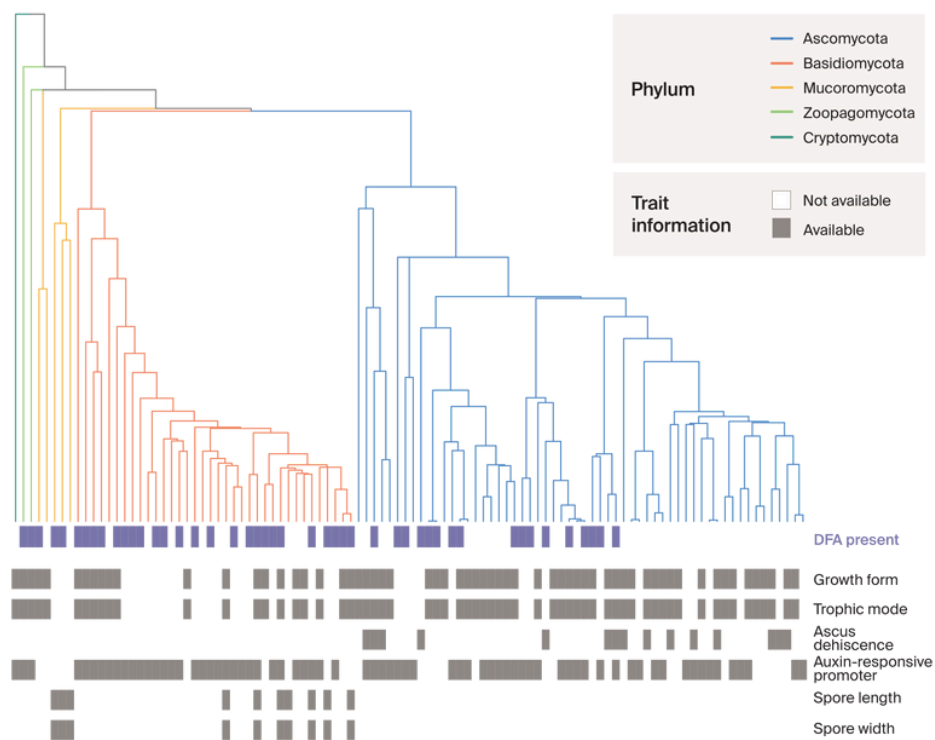 Phylum
Ascomycota
Basidiomycota
Mucoromycota
Zoopagomycota
Cryptomycota
Trait
information
Not available
Available
DFA present
Growth form
Trophic mode
Ascus
dehiscence
Auxin-responsive
promoter
Spore length
Spore width